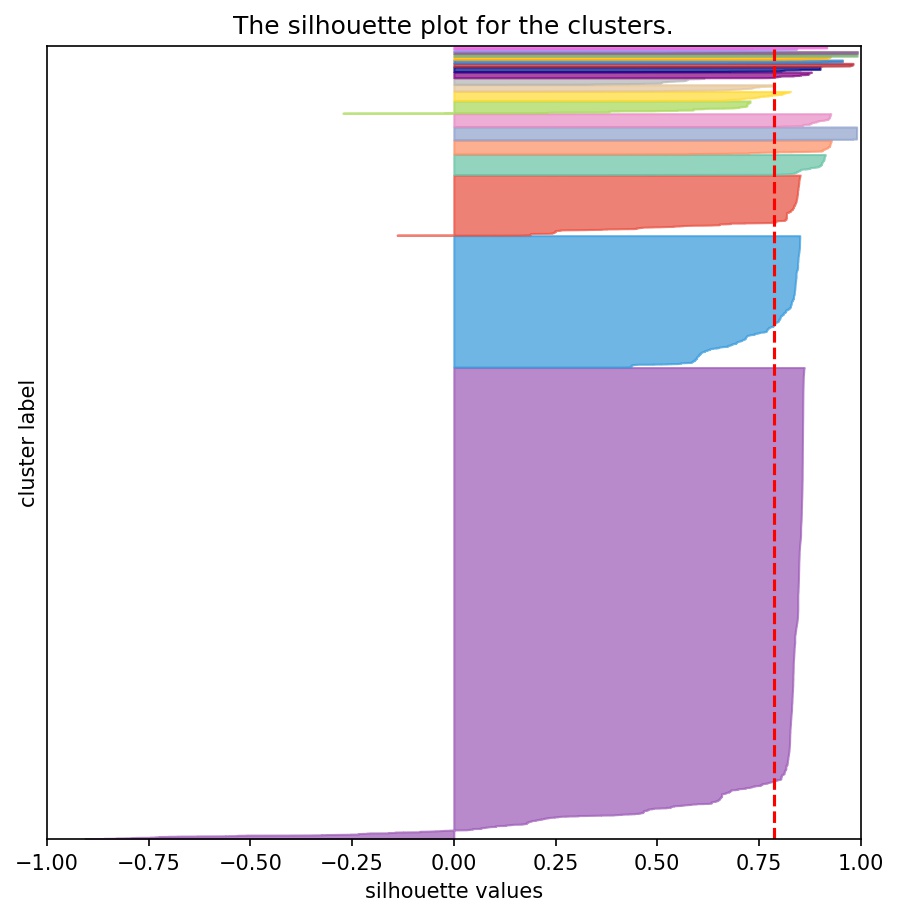 The silhouette plot for the clusters.
cluster label
−1.00 −0.75 −0.50 −0.25 0.00 0.25 0.50 0.75 1.00
silhouette values